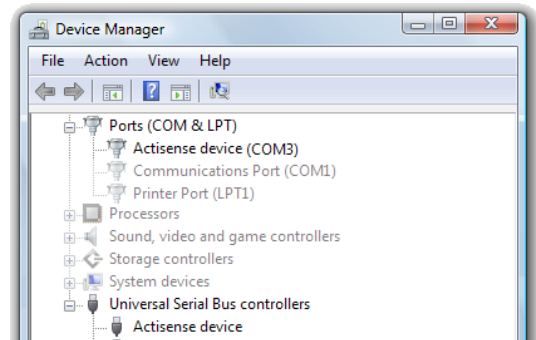 Device Manager
File Action View Help
Ports (COM & LPT)
Actisense device (COM3)
Communications Port (COM1)
Printer Port (LPT1)
Processors
Sound, video and game controllers
Storage controllers
System devices
Universal Serial Bus controllers
Actisense device